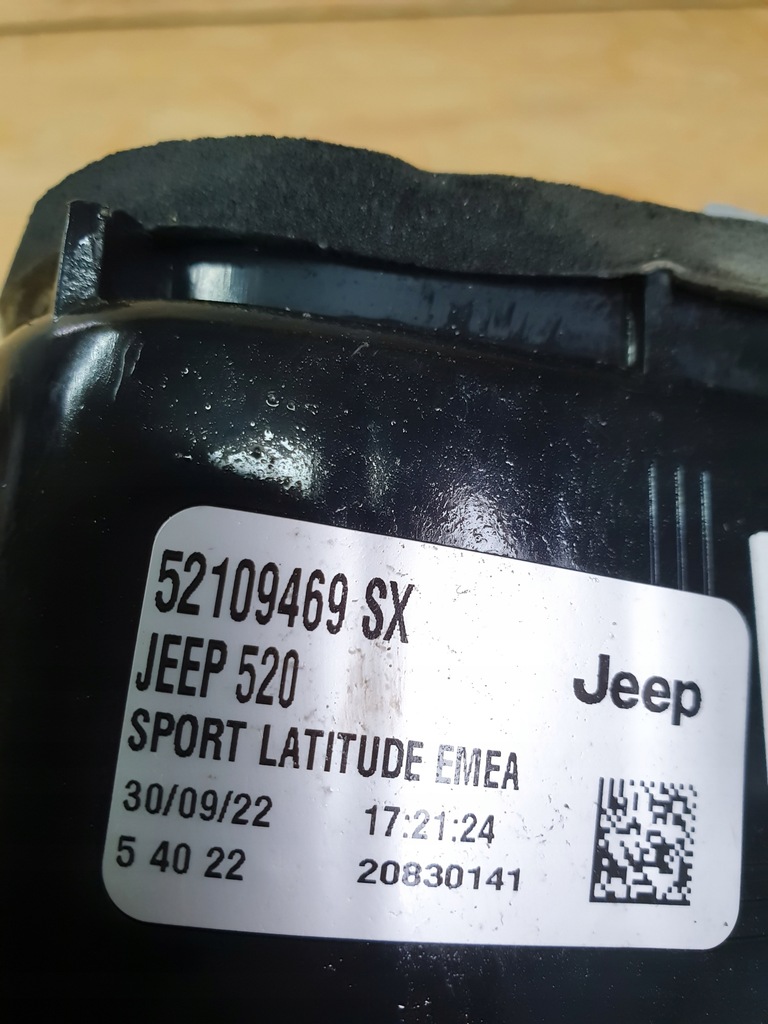 52109469 SX
JEEP 520
Jeep
SPORT LATITUDE EMEA
30/09/22 17:21:24
5 40 22 20830141